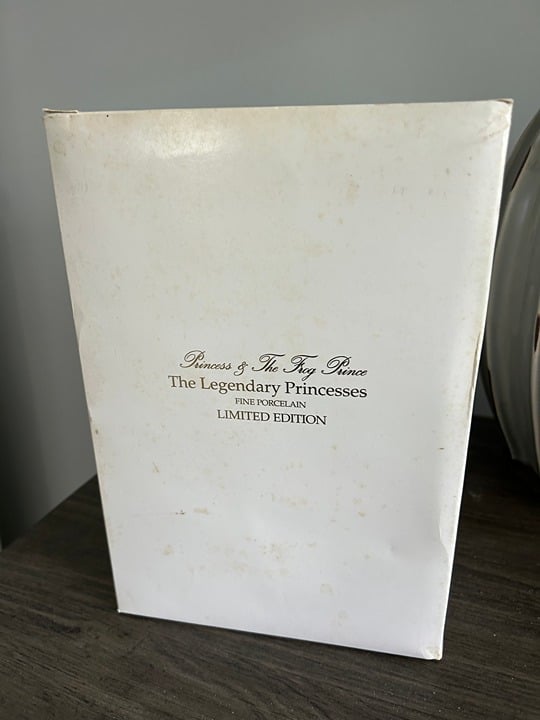 Princess & The Frog Prince
The Legendary Princesses
FINE PORCELAIN
LIMITED EDITION